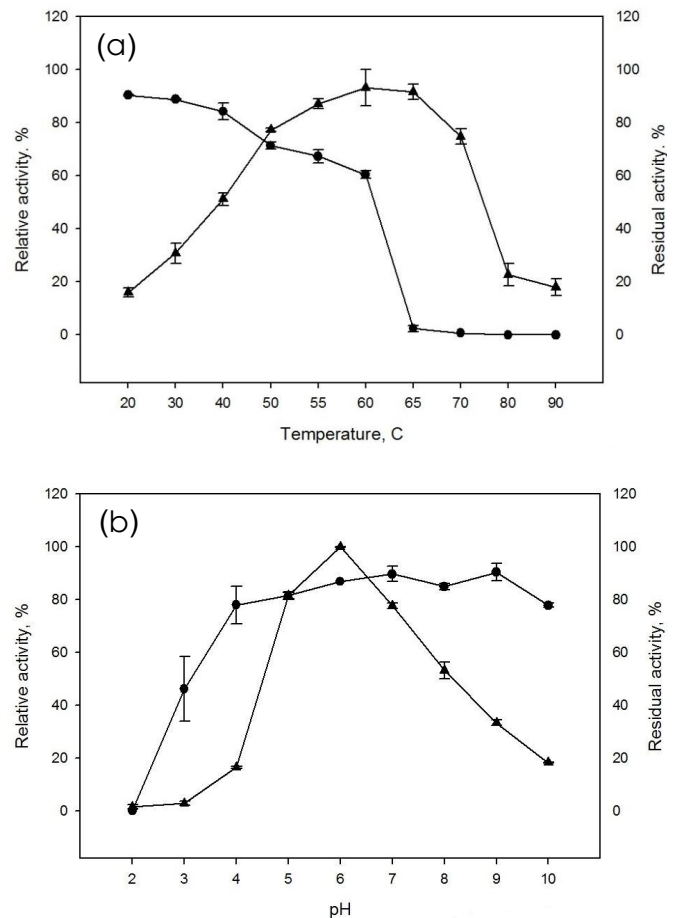 (a)
120 120
100 100
80 80
60 60
40 40
20 20
0 0
Relative activity. %
Residual activity. %
20 30 40 50 55 60 65 70 80 90
Temperature, C
(b)
120 120
100 100
80 80
60 60
40 40
20 20
0 0
Relative activity, %
Residual activity, %
2 3 4 5 6 7 8 9 10
pH